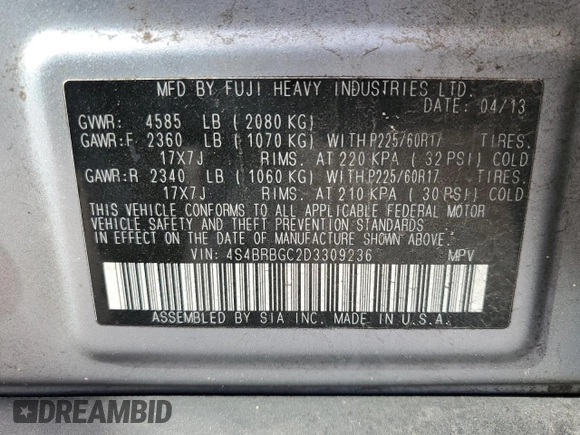 MFD BY FUJI HEAVY INDUSTRIES LTD.
DATE: 04/13
GVWR: 4585 LB ( 2080 KG)
GAWR:F 2360 LB ( 1070 KG) WITH P225/60R17 TIRES.
17X7J RIMS. AT 220 KPA ( 32 PSI) COLD
GAWR:R 2340 LB ( 1060 KG) WITH P225/60R17 TIRES.
17X7J RIMS. AT 210 KPA ( 30 PSI) COLD
THIS VEHICLE CONFORMS TO ALL APPLICABLE FEDERAL MOTOR
VEHICLE SAFETY AND THEFT PREVENTION STANDARDS
IN EFFECT ON THE DATE OF MANUFACTURE SHOWN ABOVE.
VIN: 4S4BRBGC2D3309236 MPV
ASSEMBLED BY SIA INC. MADE IN U.S.A.
DREAMBID